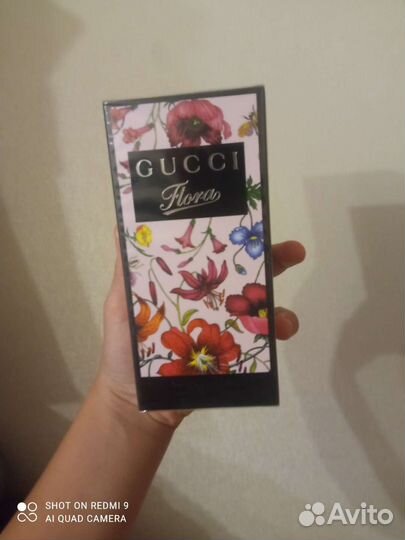 GUCCI
Flora
SHOT ON REDMI 9
AI QUAD CAMERA
Avito